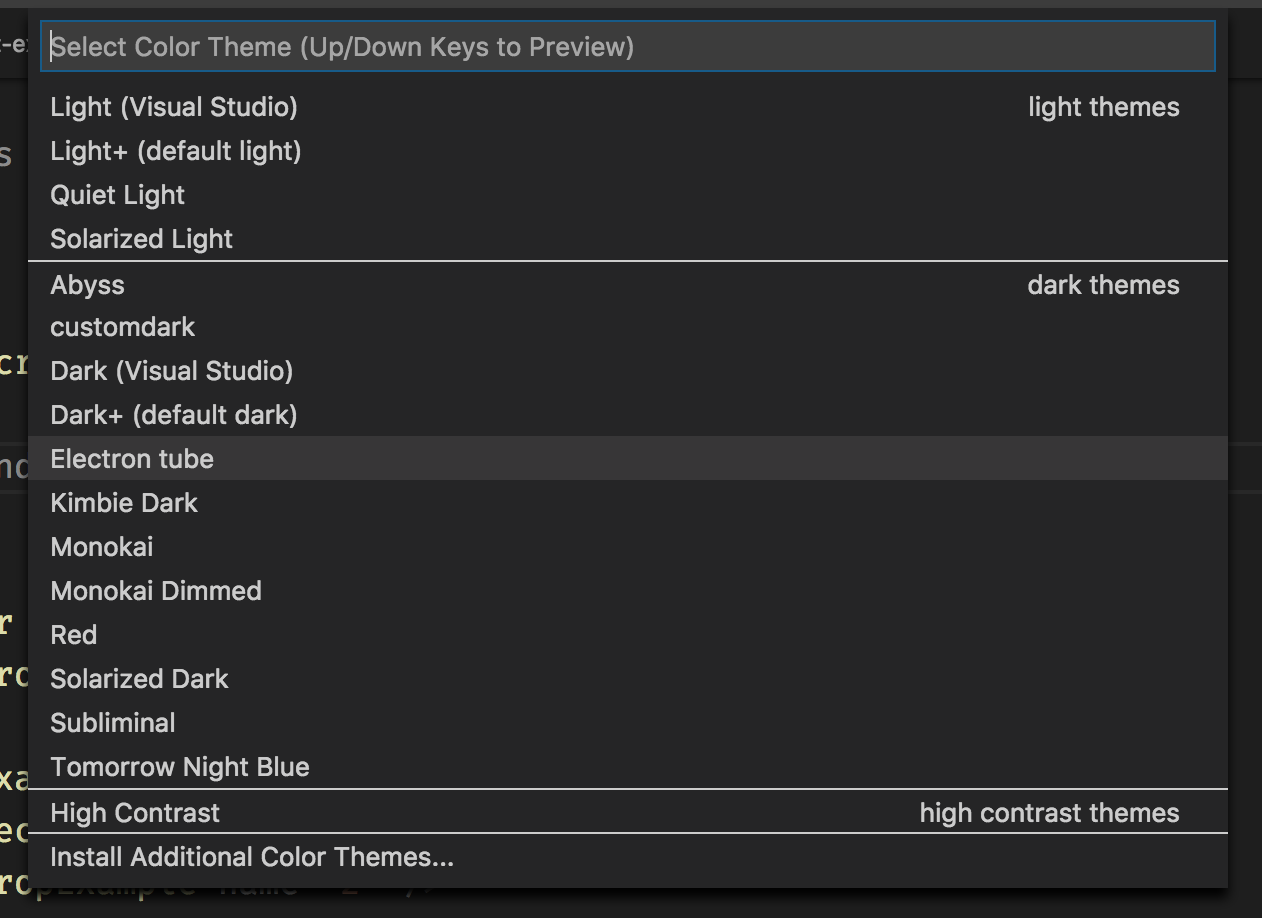 Select Color Theme (Up/Down Keys to Preview)
Light (Visual Studio) light themes
Light+ (default light)
Quiet Light
Solarized Light
Abyss dark themes
customdark
Dark (Visual Studio)
Dark+ (default dark)
Electron tube
Kimbie Dark
Monokai
Monokai Dimmed
Red
Solarized Dark
Subliminal
Tomorrow Night Blue
High Contrast high contrast themes
Install Additional Color Themes...